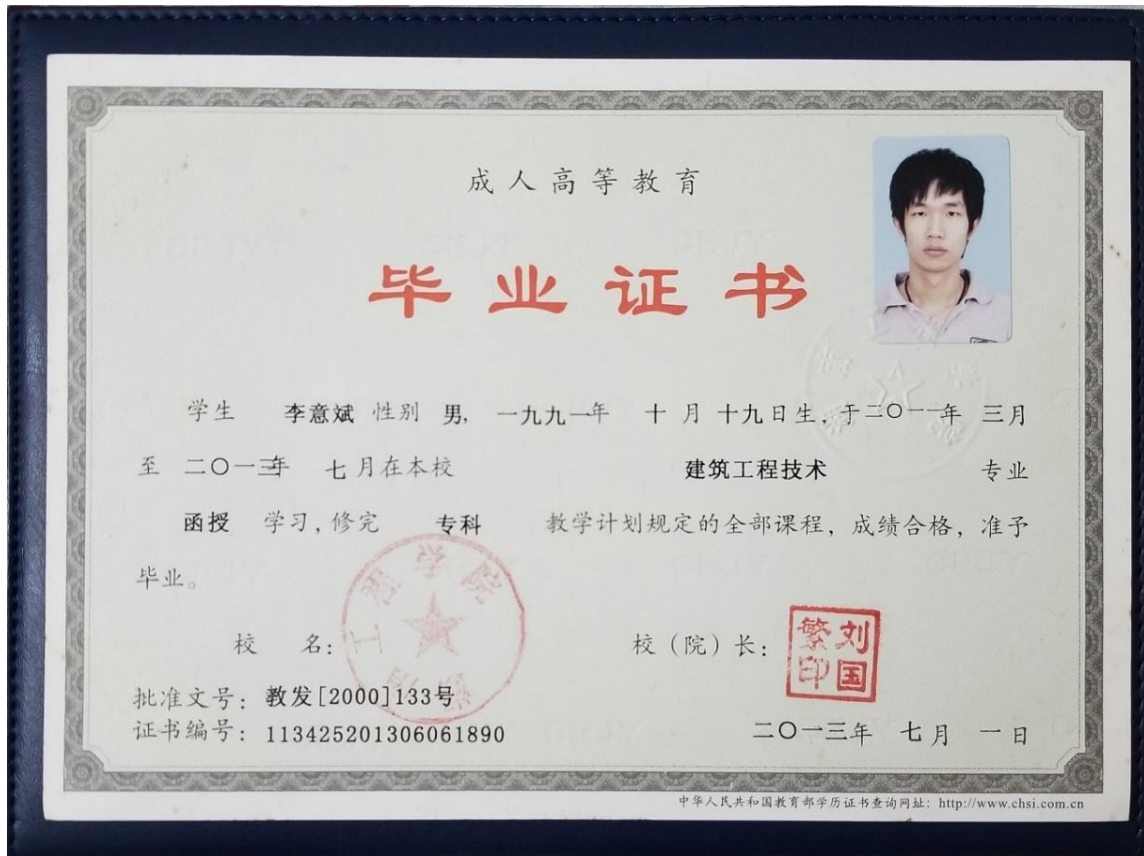 成人高等教育
毕业证书
学生 李意斌 性别 男, 一九九一年 十月十九日生,于二〇一一年 三月
至 二〇一三年 七月在本校 建筑工程技术 专业
函授 学习,修完 专科 教学计划规定的全部课程,成绩合格,准予
毕业。
工程学院
校 名:
校(院)长:
刘国繁印
批准文号:教发[2000]133号
证书编号:113425201306061890
二〇一三年 七月 一日
中华人民共和国教育部学历证书查询网址:http://www.chsi.com.cn